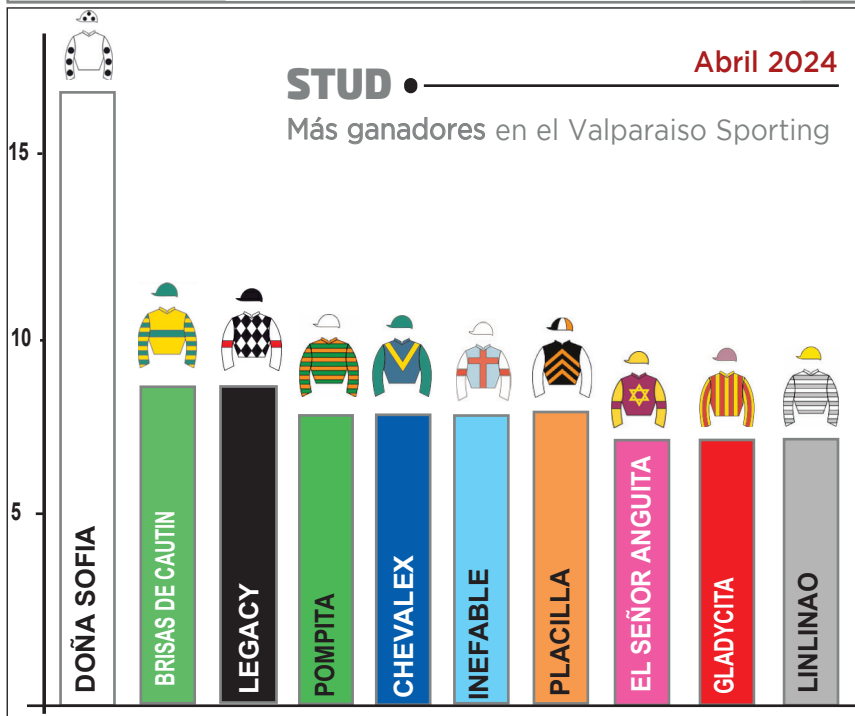 Abril 2024
STUD
Más ganadores en el Valparaiso Sporting
15
10
5
DOÑA SOFIA
BRISAS DE CAUTIN
LEGACY
POMPITA
CHEVALEX
INEFABLE
PLACILLA
EL SEÑOR ANGUITA
GLADYCITA
LINLINAO